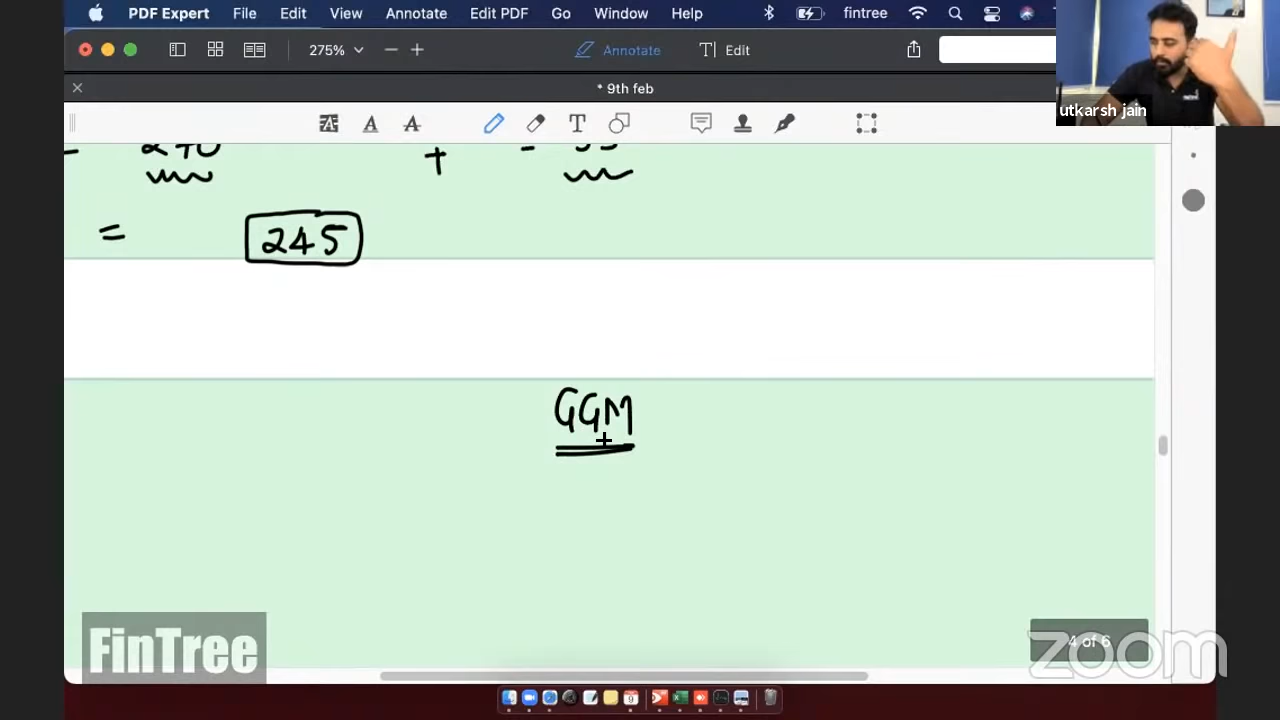 PDF Expert File Edit View Annotate Edit PDF Go Window Help fintree
275% Annotate T Edit
* 9th feb
utkarsh jain
+ =
= 245
GGM
FinTree
4 of 6
zoom